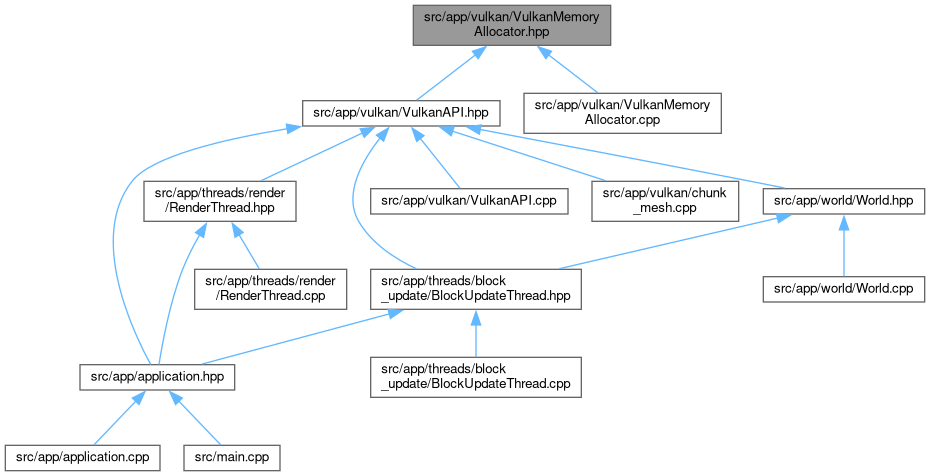 src/app/vulkan/VulkanMemory
Allocator.hpp
src/app/vulkan/VulkanAPI.hpp
src/app/vulkan/VulkanMemory
Allocator.cpp
src/app/threads/render
/RenderThread.hpp
src/app/vulkan/VulkanAPI.cpp
src/app/vulkan/chunk
_mesh.cpp
src/app/world/World.hpp
src/app/threads/render
/RenderThread.cpp
src/app/threads/block
_update/BlockUpdateThread.hpp
src/app/world/World.cpp
src/app/application.hpp
src/app/threads/block
_update/BlockUpdateThread.cpp
src/app/application.cpp
src/main.cpp